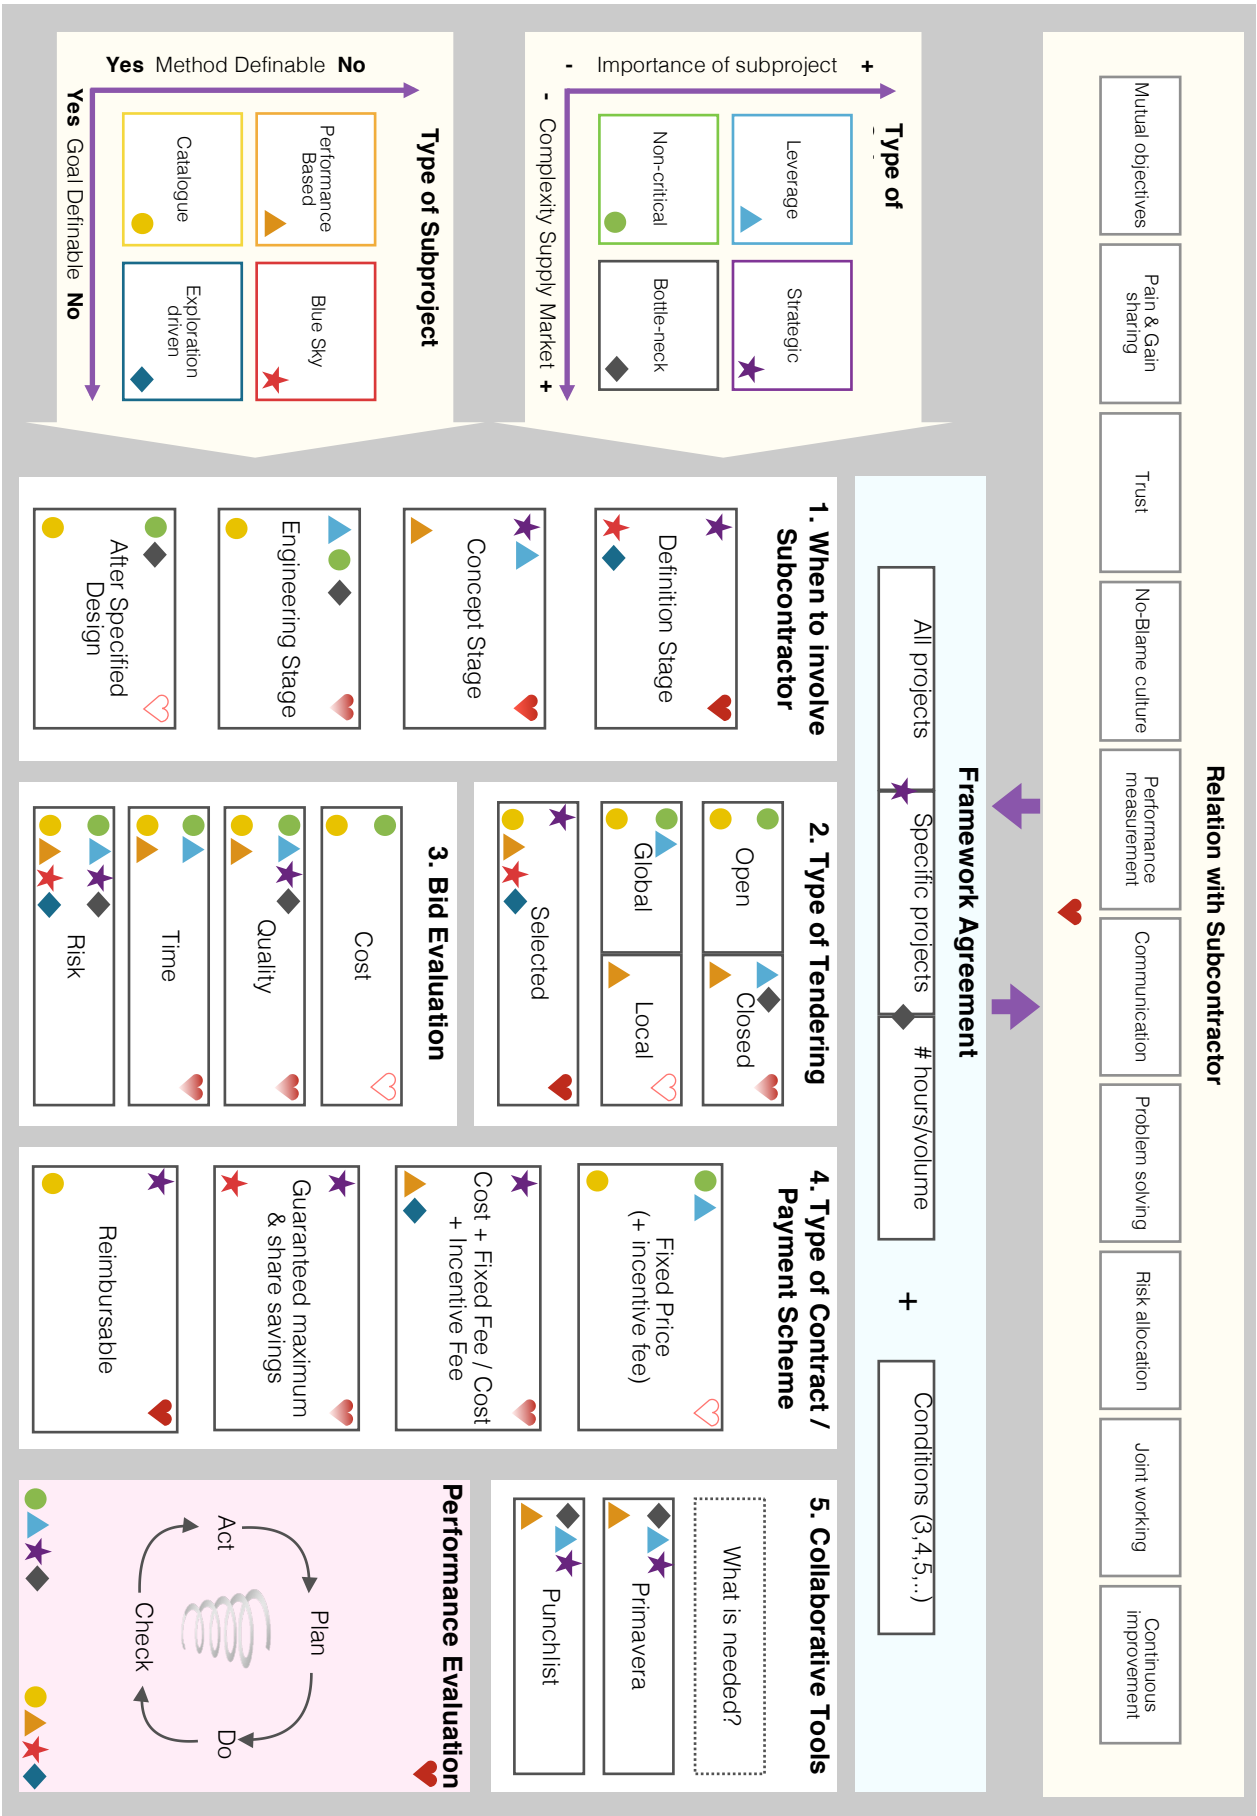 Relation with Subcontractor
Mutual objectives
Pain & Gain
sharing
Trust
No-Blame culture
Performance
measurement
Communication
Problem solving
Risk allocation
Joint working
Continuous
improvement
Framework Agreement
All projects
Specific projects
# hours/volume
+
Conditions (3,4,5,..)
Type of
- Importance of subproject +
- Complexity Supply Market +
Leverage
Strategic
Non-critical
Bottle-neck
Type of Subproject
Yes Method Definable No
Yes Goal Definable No
Performance
Based
Blue Sky
Catalogue
Exploration
driven
1. When to involve
Subcontractor
Definition Stage
Concept Stage
Engineering Stage
After Specified
Design
2. Type of Tendering
Open
Closed
Global
Local
Selected
3. Bid Evaluation
Cost
Quality
Time
Risk
4. Type of Contract /
Payment Scheme
Fixed Price
(+ incentive fee)
Cost + Fixed Fee / Cost
+ Incentive Fee
Guaranteed maximum
& share savings
Reimbursable
5. Collaborative Tools
What is needed?
Primavera
Punchlist
Performance Evaluation
Plan
Act
Do
Check